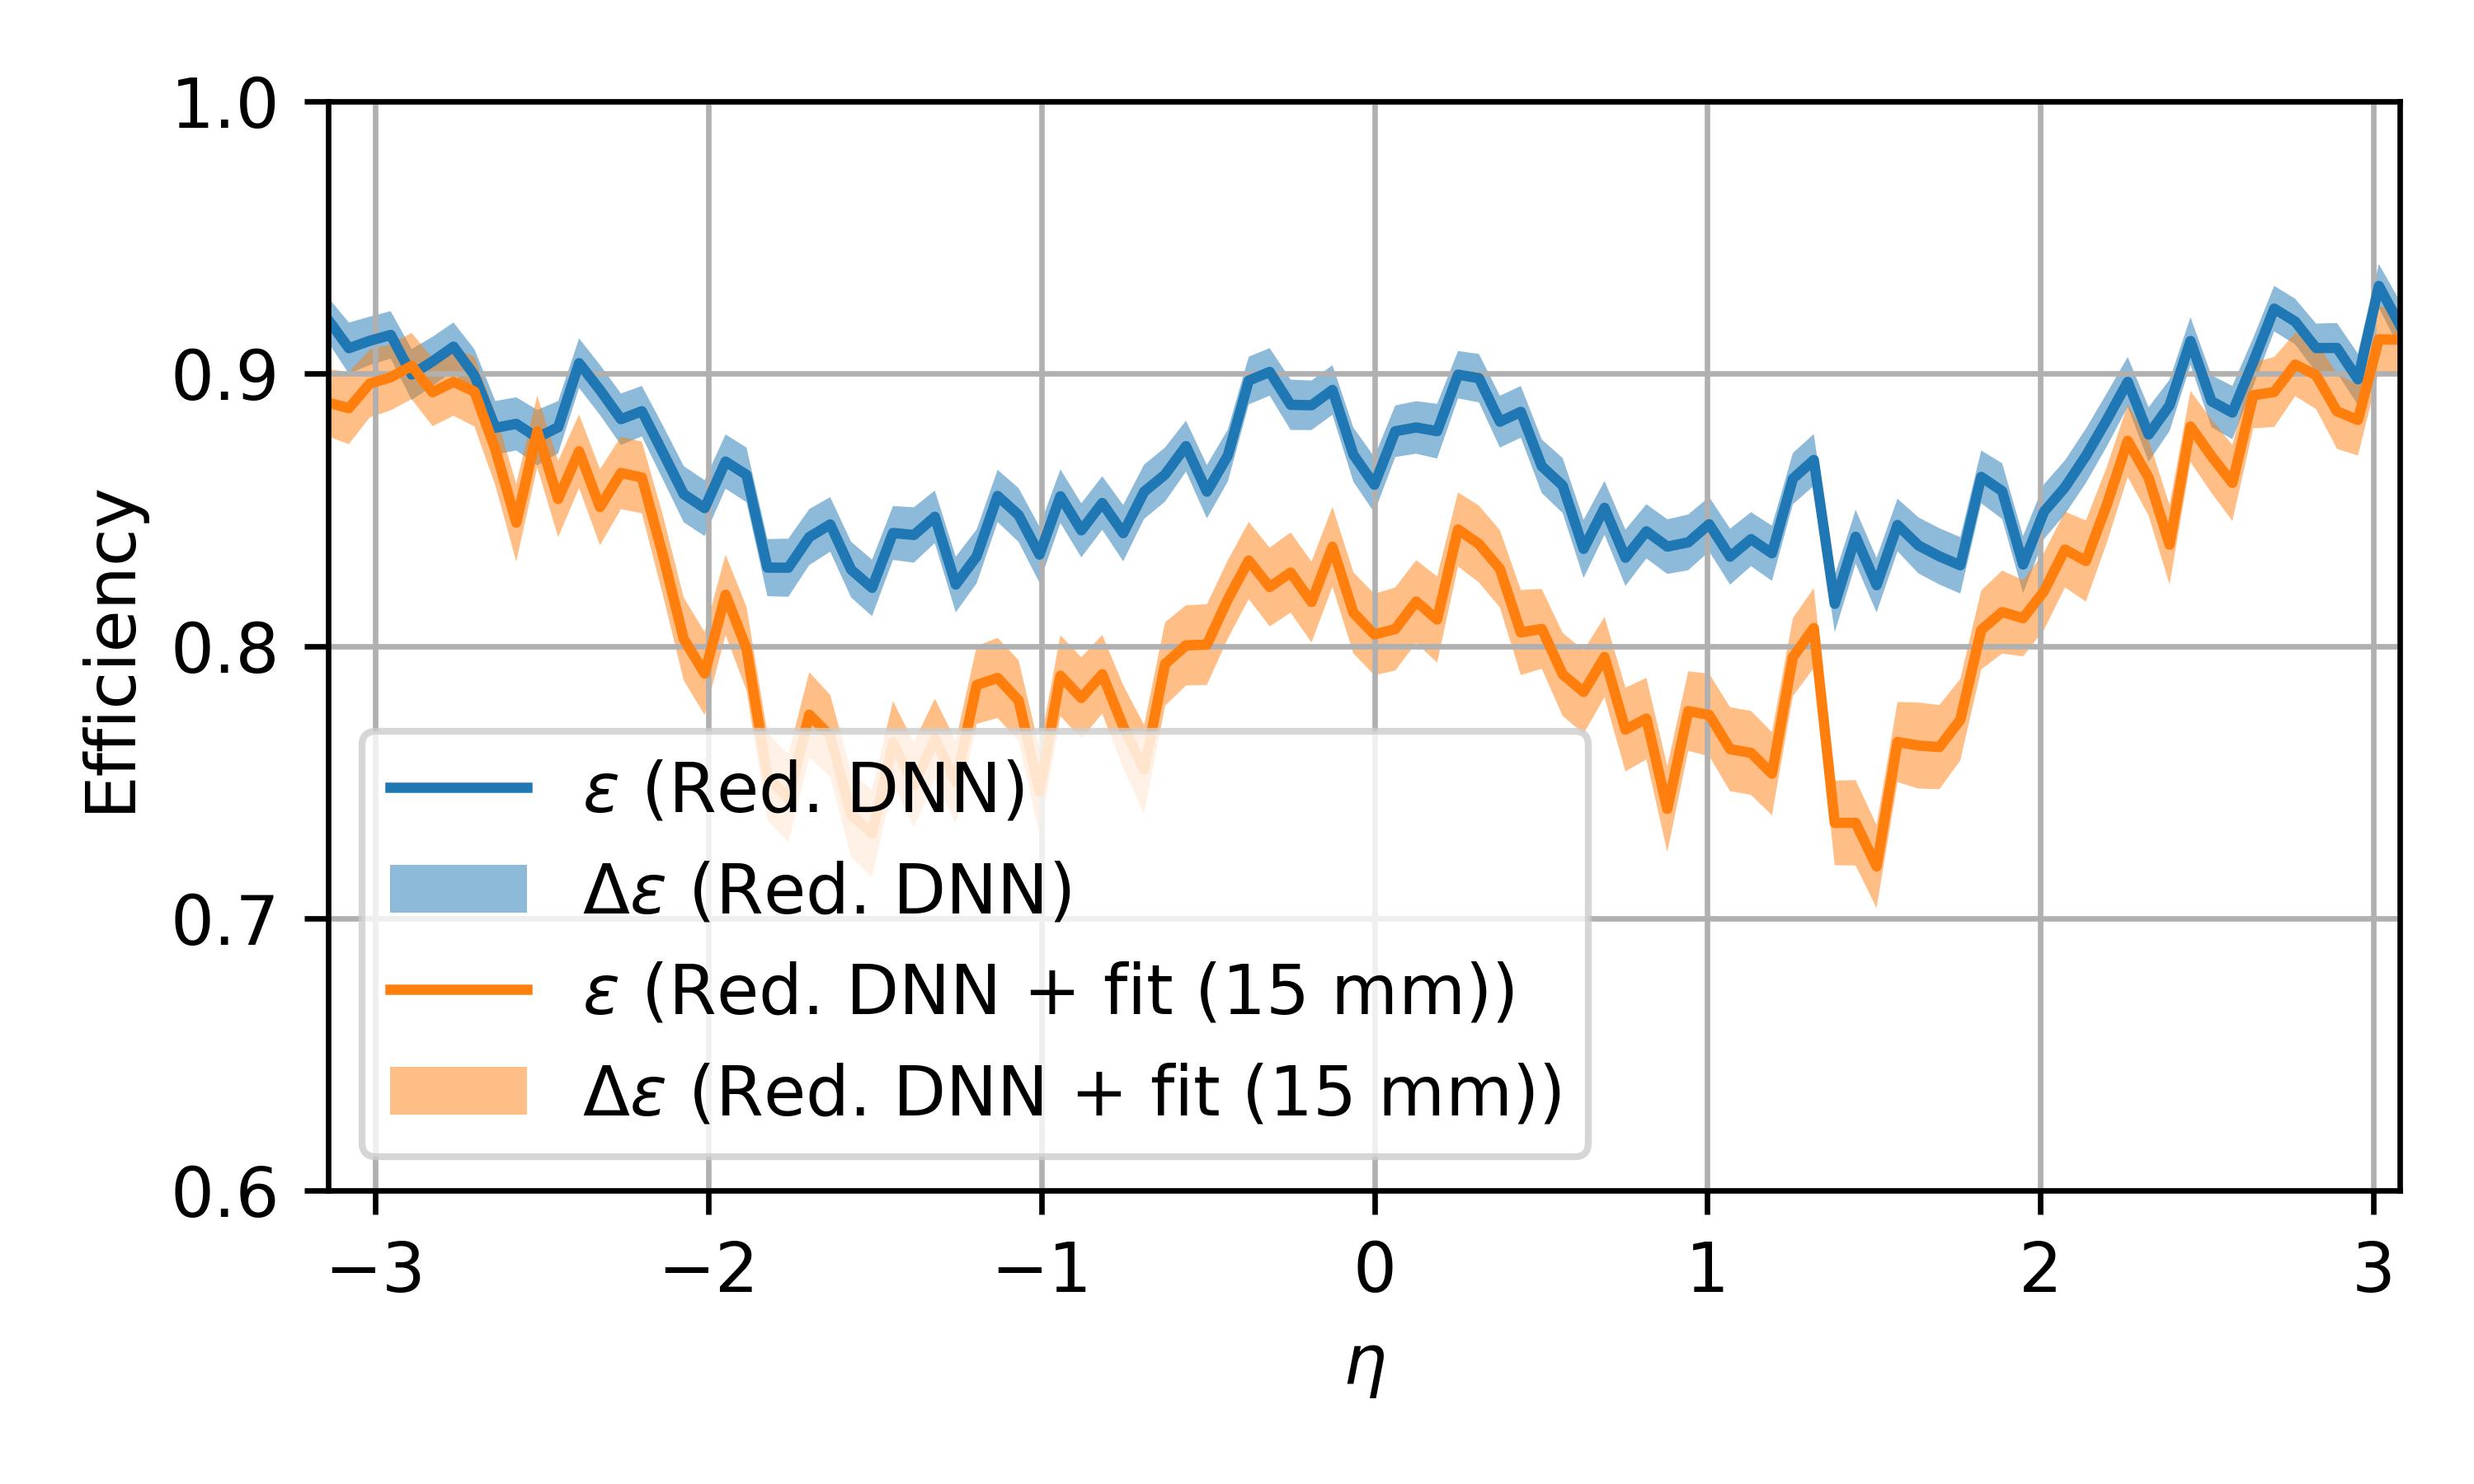 Efficiency
1.0
0.9
0.8
0.7
0.6
ε (Red. DNN)
Δε (Red. DNN)
ε (Red. DNN + fit (15 mm))
Δε (Red. DNN + fit (15 mm))
−3 −2 −1 0 1 2 3
η